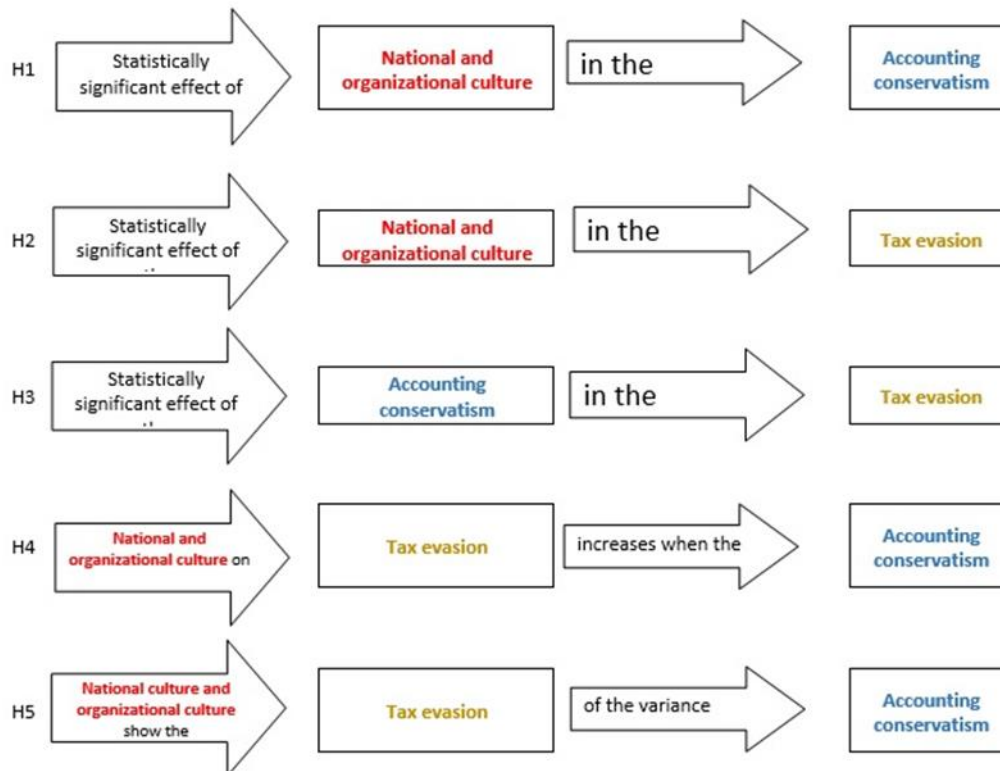 H1
Statistically
significant effect of
National and
organizational culture
in the
Accounting
conservatism
H2
Statistically
significant effect of
National and
organizational culture
in the
Tax evasion
H3
Statistically
significant effect of
Accounting
conservatism
in the
Tax evasion
H4
National and
organizational culture on
Tax evasion
increases when the
Accounting
conservatism
H5
National culture and
organizational culture
show the
Tax evasion
of the variance
Accounting
conservatism